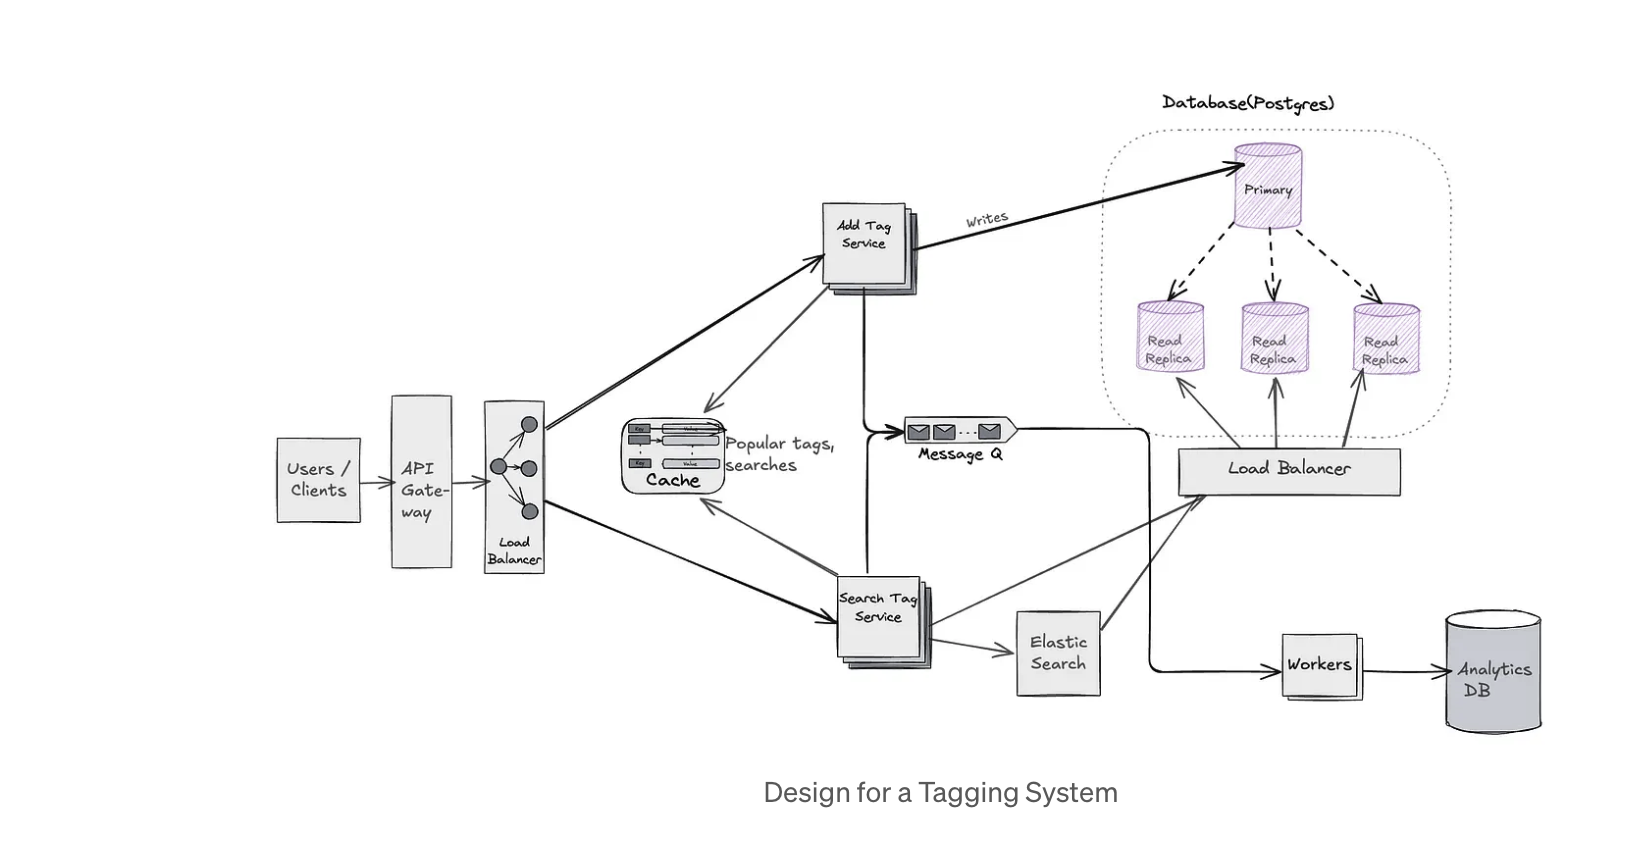 Database(Postgres)
Primary
Read
Replica
Read
Replica
Read
Replica
Writes
Add Tag
Service
Users /
Clients
API
Gate-
way
Load
Balancer
Key
Value
Key
Value
Cache
Popular tags,
searches
Message Q
Load Balancer
Search Tag
Service
Elastic
Search
Workers
Analytics
DB
Design for a Tagging System